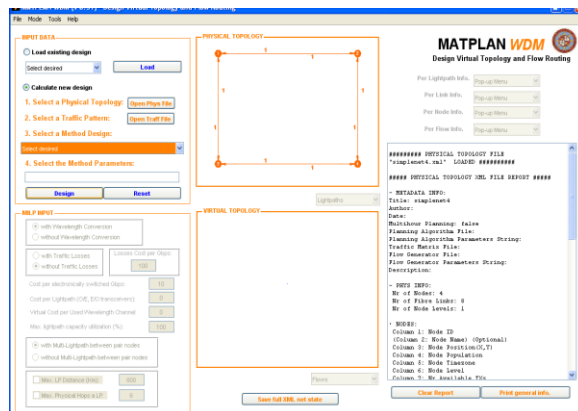 File Mode Tools Help
INPUT DATA
Load existing design
Select desired
Load
Calculate new design
1. Select a Physical Topology:
Open Phys File
2. Select a Traffic Pattern:
Open Traff File
3. Select a Method Design:
Select desired
4. Select the Method Parameters:
Design
Reset
MILP INPUT
with Wavelength Conversion
without Wavelength Conversion
with Traffic Losses
without Traffic Losses
Losses Cost per Gbps:
100
Cost per electronically switched Gbps:
10
Cost per Lightpath (O/E, E/O transceivers):
0
Virtual Cost per Used Wavelength Channel
0
Max. lightpath capacity utilization (%):
100
with Multi-Lightpath between pair nodes
without Multi-Lightpath between pair nodes
Max. LP Distance (kms):
Max. Physical Hops a LP:
PHYSICAL TOPOLOGY
1
1
1
1
1
1
1
1
Lightpaths
VIRTUAL TOPOLOGY
Flows
Save full XML net state
MATPLAN WDM
Design Virtual Topology and Flow Routing
Per Lightpath Info.
Pop-up Menu
Per Link Info.
Pop-up Menu
Per Node Info.
Pop-up Menu
Per Flow Info.
Pop-up Menu
######### PHYSICAL TOPOLOGY FILE
"simplenet4.xml" LOADED ##########
##### PHYSICAL TOPOLOGY XML FILE REPORT #####
- METADATA INFO:
Title: simplenet4
Author:
Date:
Multihour Planning: false
Planning Algorithm File:
Planning Algorithm Parameters String:
Traffic Matrix File:
Flow Generator File:
Flow Generator Parameters String:
Description:
- PHYS INFO:
Nr of Nodes: 4
Nr of Fibre Links: 8
Nr of Node Levels: 1
- NODES:
Column 1: Node ID
(Column 2: Node Name) (Optional)
Column 3: Node Position(X,Y)
Column 4: Node Population
Column 5: Node Timezone
Column 6: Node Level
Column 7: Nr Available TXs
Clear Report
Print general info.